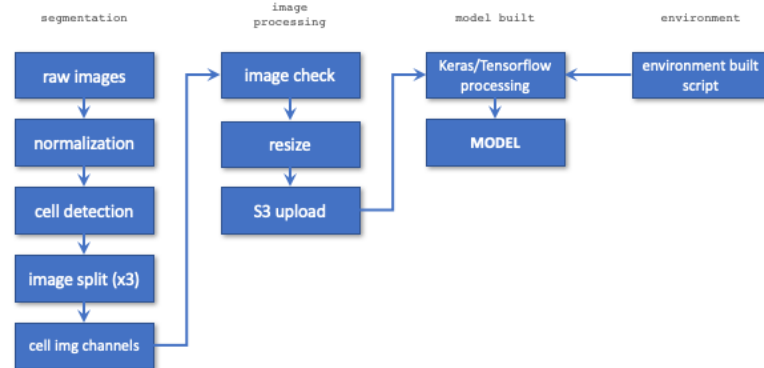 segmentation
raw images
normalization
cell detection
image split (x3)
cell img channels
image
processing
image check
resize
S3 upload
model built
Keras/Tensorflow
processing
MODEL
environment
environment built
script